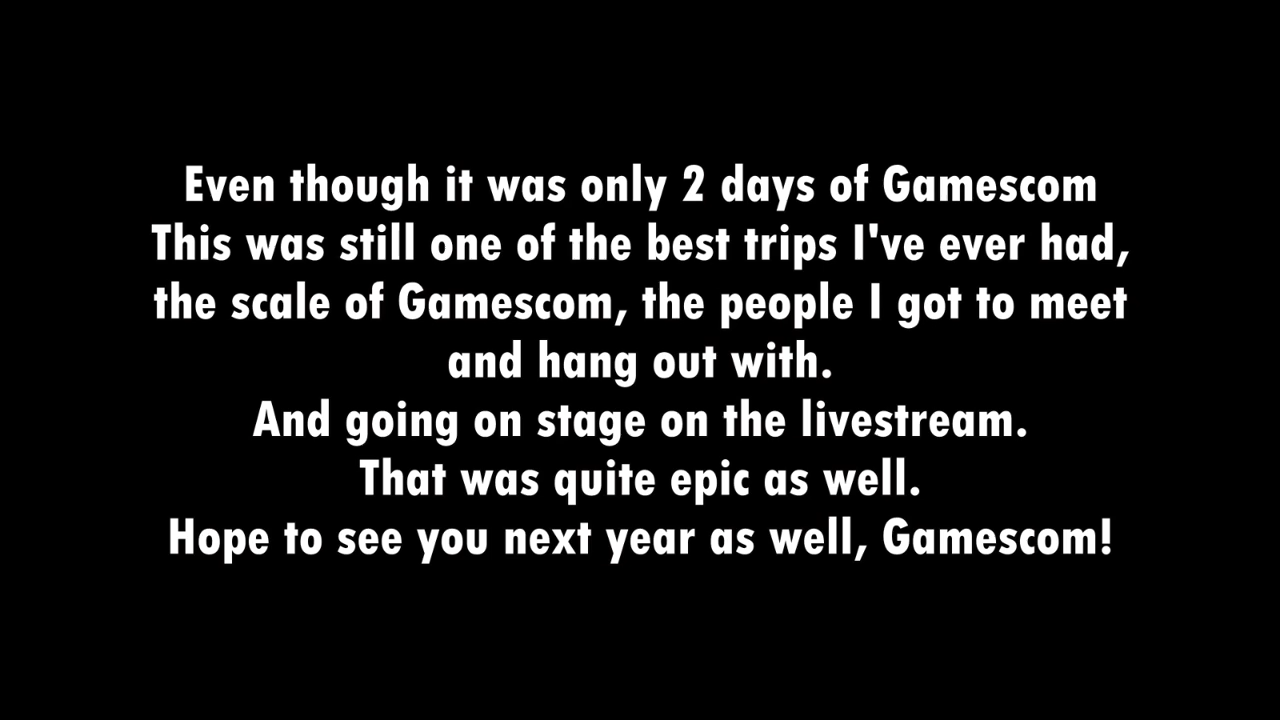 Even though it was only 2 days of Gamescom
This was still one of the best trips I've ever had,
the scale of Gamescom, the people I got to meet
and hang out with.
And going on stage on the livestream.
That was quite epic as well.
Hope to see you next year as well, Gamescom!